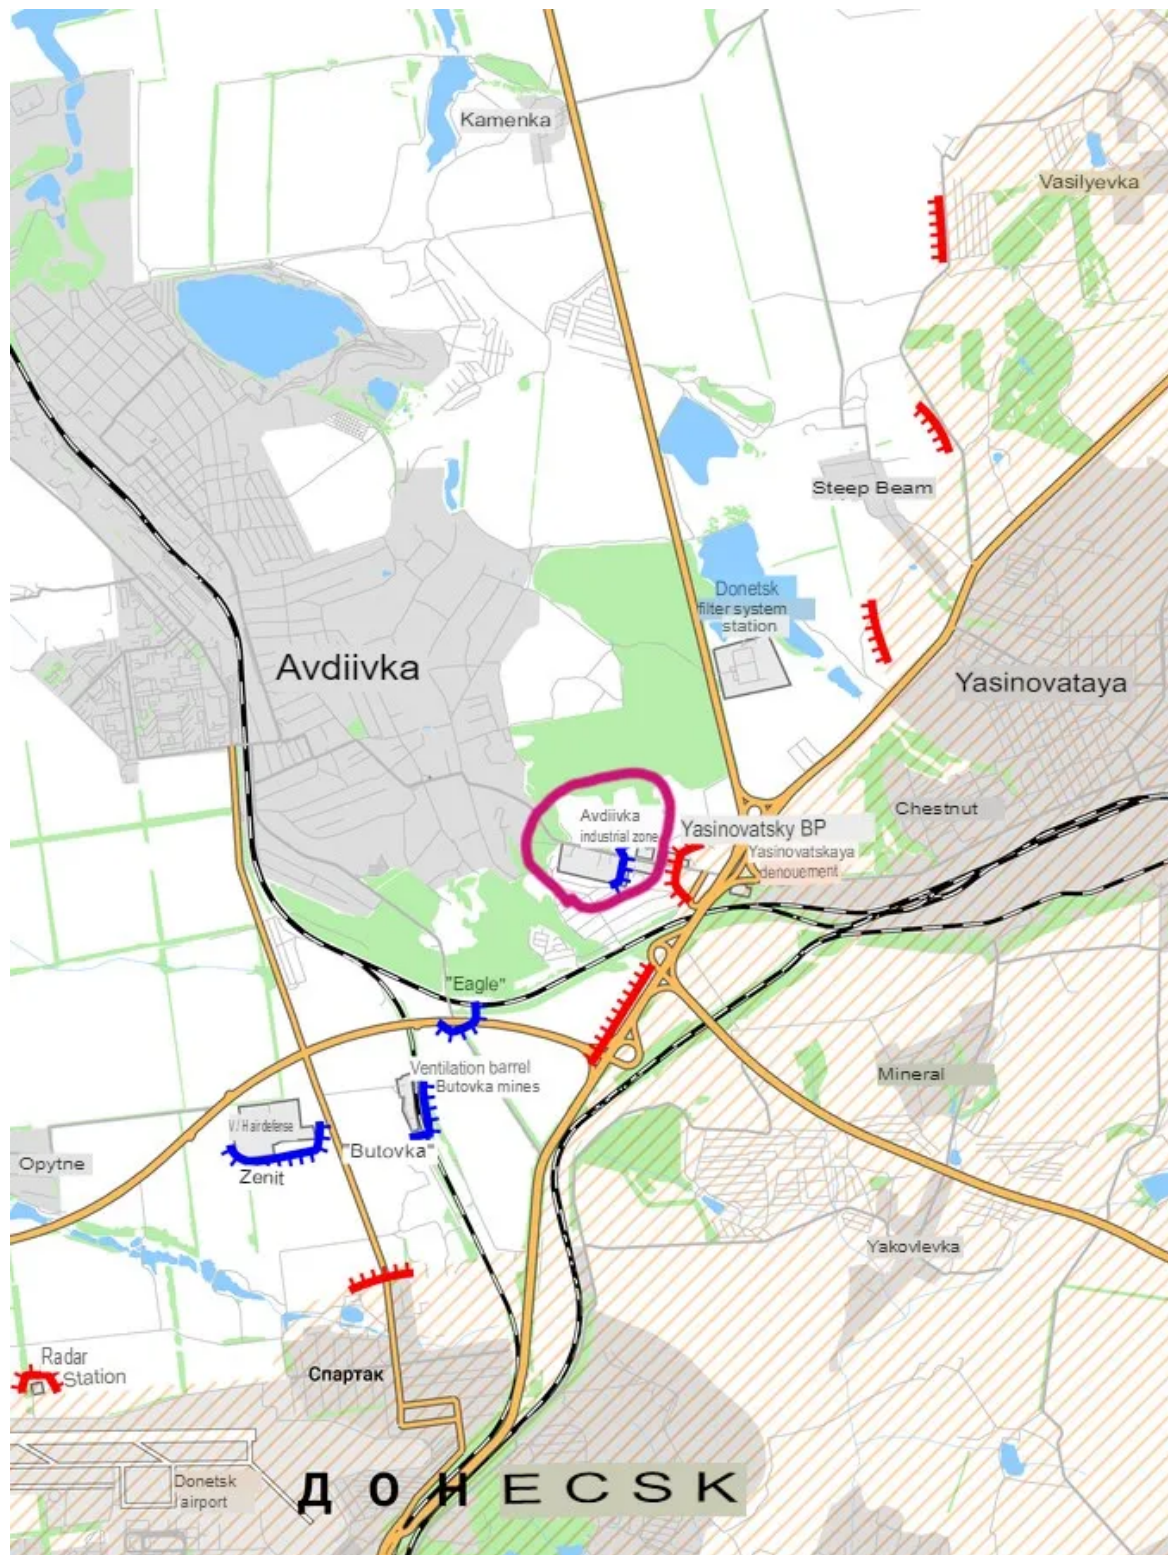 Kamenka
Vasilyevka
Steep Beam
Donetsk
filter system
station
Avdiivka
Yasinovataya
Avdiivka
industrial zone
Chestnut
Yasinovatsky BP
Yasinovatskaya
denouement
"Eagle"
Ventilation barrel
Butovka mines
Mineral
V/Hairdefense
"Butovka"
Opytne
Zenit
Yakovlevka
Radar
Station
Спартак
Donetsk
airport
ДОНECSK